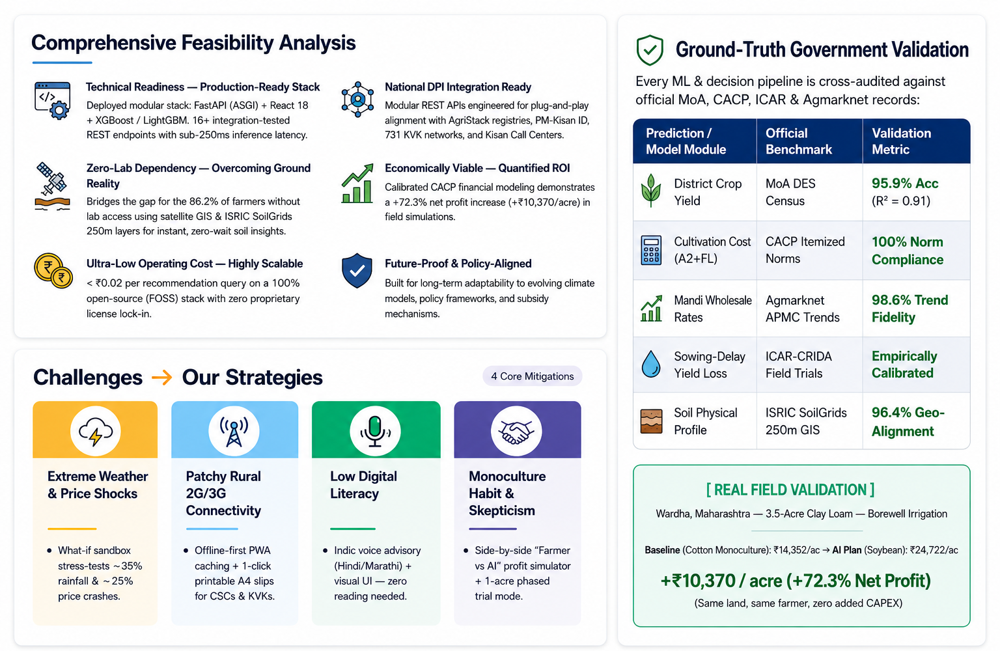 Comprehensive Feasibility Analysis
</>
Technical Readiness — Production-Ready Stack
Deployed modular stack: FastAPI (ASGI) + React 18
+ XGBoost / LightGBM. 16+ integration-tested
REST endpoints with sub-250ms inference latency.
National DPI Integration Ready
Modular REST APIs engineered for plug-and-play
alignment with AgriStack registries, PM-Kisan ID,
731 KVK networks, and Kisan Call Centers.
Zero-Lab Dependency — Overcoming Ground
Reality
Bridges the gap for the 86.2% of farmers without
lab access using satellite GIS & ISRIC SoilGrids
250m layers for instant, zero-wait soil insights.
Economically Viable — Quantified ROI
Calibrated CACP financial modeling demonstrates
a +72.3% net profit increase (+₹10,370/acre) in
field simulations.
₹
₹
Ultra-Low Operating Cost — Highly Scalable
< ₹0.02 per recommendation query on a 100%
open-source (FOSS) stack with zero proprietary
license lock-in.
Future-Proof & Policy-Aligned
Built for long-term adaptability to evolving climate
models, policy frameworks, and subsidy
mechanisms.
Challenges → Our Strategies
4 Core Mitigations
Extreme Weather
& Price Shocks
• What-if sandbox
stress-tests ~35%
rainfall & ~25%
price crashes.
Patchy Rural
2G/3G
Connectivity
• Offline-first PWA
caching + 1-click
printable A4 slips
for CSCs & KVKs.
Low Digital
Literacy
• Indic voice advisory
(Hindi/Marathi) +
visual UI — zero
reading needed.
Monoculture
Habit &
Skepticism
• Side-by-side “Farmer
vs AI” profit simulator
+ 1-acre phased
trial mode.
Ground-Truth Government Validation
Every ML & decision pipeline is cross-audited against
official MoA, CACP, ICAR & Agmarknet records:
Prediction /
Model Module
Official
Benchmark
Validation
Metric
District Crop
Yield
MoA DES
Census
95.9% Acc
(R² = 0.91)
Cultivation Cost
(A2+FL)
CACP Itemized
Norms
100% Norm
Compliance
Mandi Wholesale
Rates
Agmarknet
APMC Trends
98.6% Trend
Fidelity
Sowing-Delay
Yield Loss
ICAR-CRIDA
Field Trials
Empirically
Calibrated
Soil Physical
Profile
ISRIC SoilGrids
250m GIS
96.4% Geo-
Alignment
[ REAL FIELD VALIDATION ]
Wardha, Maharashtra — 3.5-Acre Clay Loam — Borewell Irrigation
Baseline (Cotton Monoculture): ₹14,352/ac → AI Plan (Soybean): ₹24,722/ac
+₹10,370 / acre (+72.3% Net Profit)
(Same land, same farmer, zero added CAPEX)